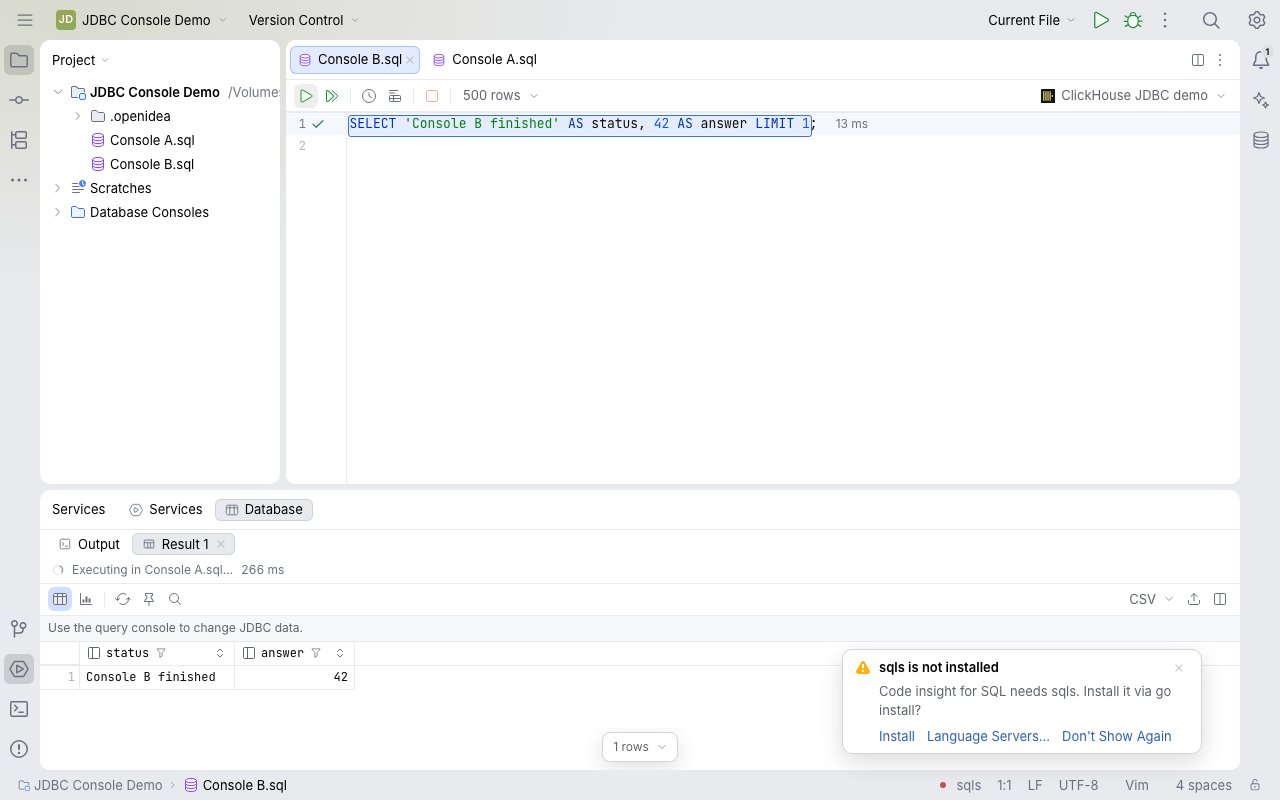 JD JDBC Console Demo Version Control Current File
Project
JDBC Console Demo /Volumes
.openidea
Console A.sql
Console B.sql
Scratches
Database Consoles
Console B.sql Console A.sql
500 rows ClickHouse JDBC demo
1 SELECT 'Console B finished' AS status, 42 AS answer LIMIT 1; 13 ms
2
1
Services Services Database
Output Result 1
Executing in Console A.sql... 266 ms
CSV
Use the query console to change JDBC data.
status answer
1 Console B finished 42
1 rows
sqls is not installed
Code insight for SQL needs sqls. Install it via go
install?
Install Language Servers... Don't Show Again
JDBC Console Demo Console B.sql sqls 1:1 LF UTF-8 Vim 4 spaces